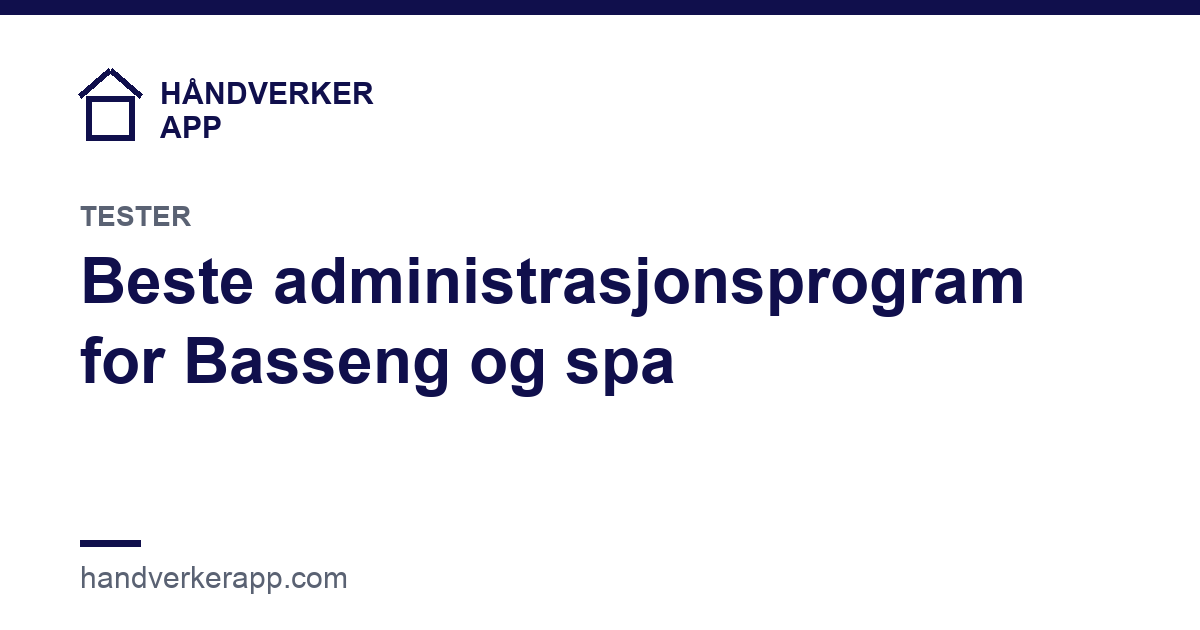 HÅNDVERKER
APP
TESTER
Beste administrasjonsprogram
for Basseng og spa
handverkerapp.com